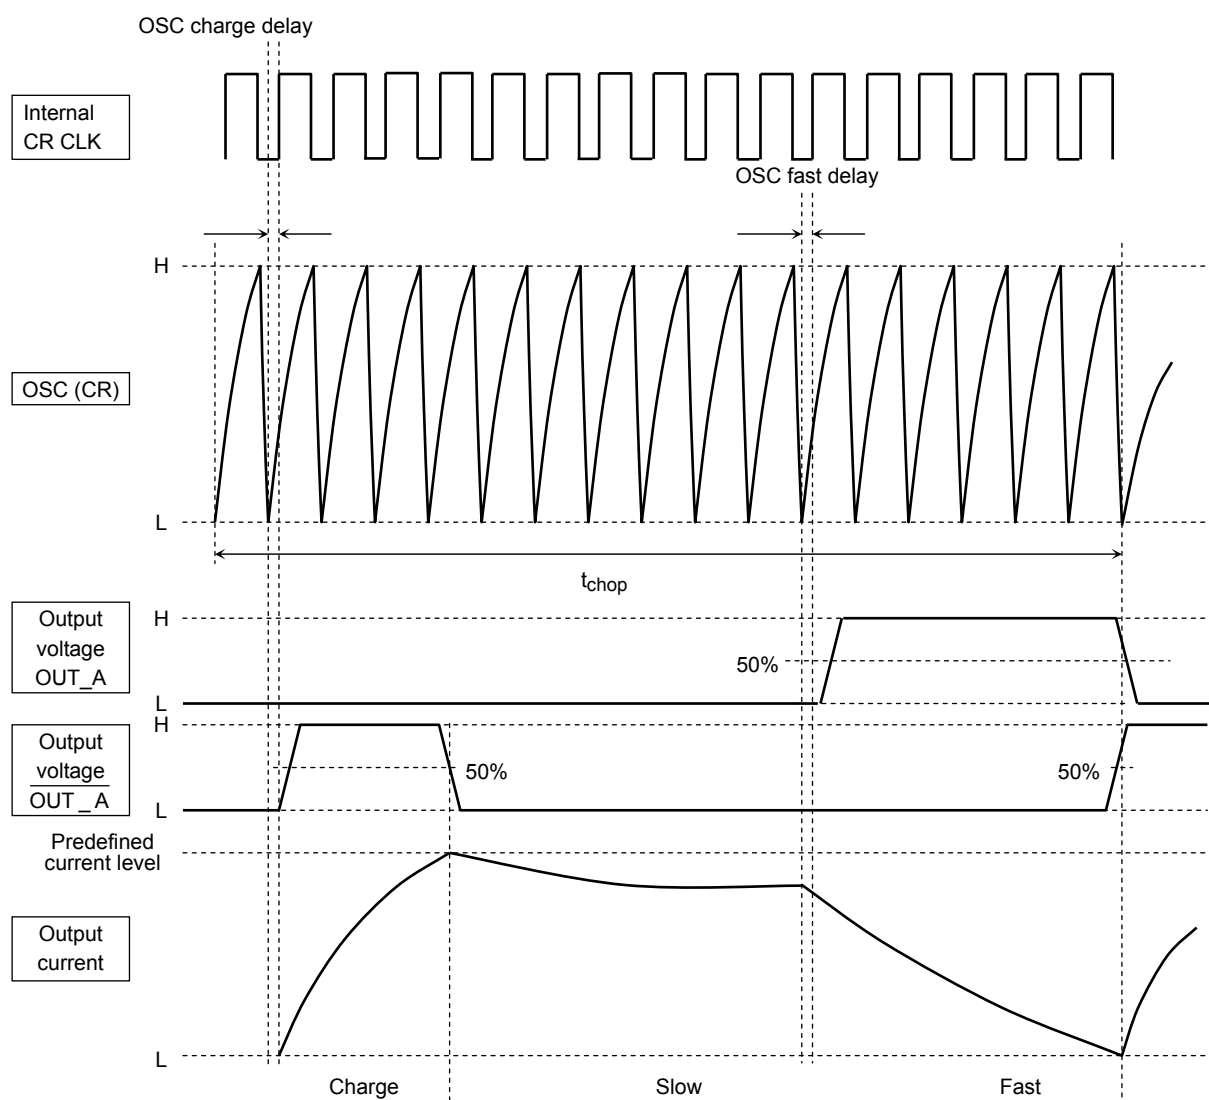 OSC charge delay
Internal
CR CLK
OSC fast delay
H
OSC (CR)
L
tchop
Output
voltage
OUT_A
H
50%
L
Output
voltage
OUT _ A
H
50%
50%
L
Predefined
current level
Output
current
L
Charge
Slow
Fast